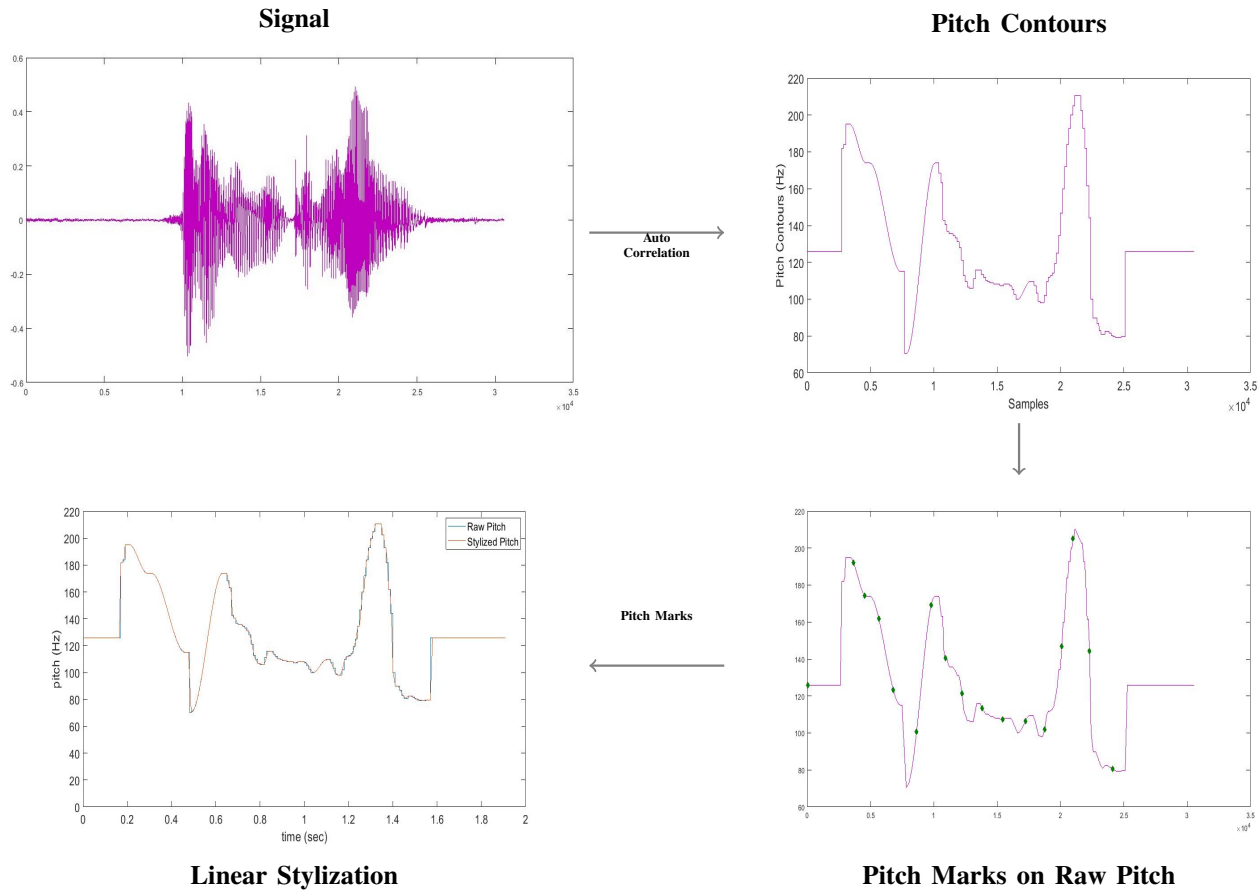 Signal
0.6
0.4
0.2
0
-0.2
-0.4
-0.6
0 0.5 1 1.5 2 2.5 3 3.5
×10^4
Auto
Correlation
Pitch Contours
220
200
180
160
140
120
100
80
60
Pitch Contours (Hz)
0 0.5 1 1.5 2 2.5 3 3.5
Samples
×10^4
220
200
180
160
140
120
100
80
60
40
20
0
pitch (Hz)
Raw Pitch
Stylized Pitch
0 0.2 0.4 0.6 0.8 1 1.2 1.4 1.6 1.8 2
time (sec)
Linear Stylization
Pitch Marks
220
200
180
160
140
120
100
80
60
0 0.5 1 1.5 2 2.5 3 3.5
×10^4
Pitch Marks on Raw Pitch